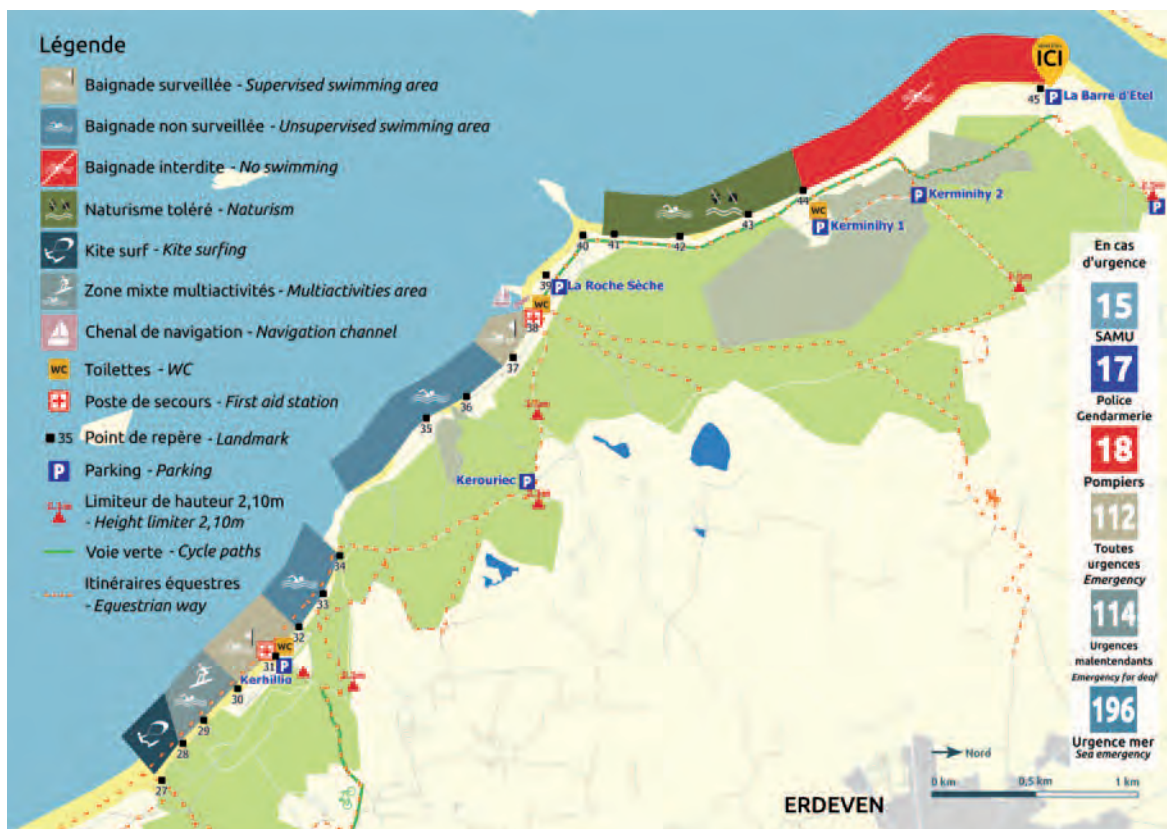 Légende
Baignade surveillée - Supervised swimming area
Baignade non surveillée - Unsupervised swimming area
Baignade interdite - No swimming
Naturisme toléré - Naturism
Kite surf - Kite surfing
Zone mixte multiactivités - Multiactivities area
Chenal de navigation - Navigation channel
WC Toilettes - WC
Poste de secours - First aid station
35 Point de repère - Landmark
P Parking - Parking
Limiteur de hauteur 2,10m
- Height limiter 2,10m
Voie verte - Cycle paths
Itinéraires équestres
- Equestrian way
ICI
45
P La Barre d'Etel
P
44
WC
P Kerminihy 1
P Kerminihy 2
43
42
41
40
39
P La Roche Sèche
WC
38
37
36
35
Kerouriec P
34
33
32
WC
31
P
Kerhillio
30
29
28
27
En cas
d'urgence
15
SAMU
17
Police
Gendarmerie
18
Pompiers
112
Toutes
urgences
Emergency
114
Urgences
malentendants
Emergency for deaf
196
Urgence mer
Sea emergency
Nord
0 km 0,5 km 1 km
ERDEVEN